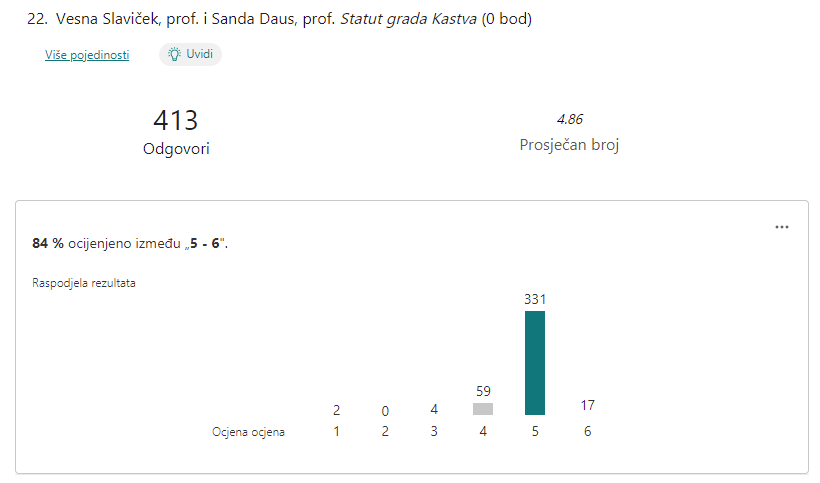 22. Vesna Slaviček, prof. i Sanda Daus, prof. Statut grada Kastva (0 bod)
Više pojedinosti
Uvidi
413
Odgovori
4.86
Prosječan broj
84 % ocijenjeno između „5 - 6".
Raspodjela rezultata
331
59
17
2 0 4
Ocjena ocjena 1 2 3 4 5 6